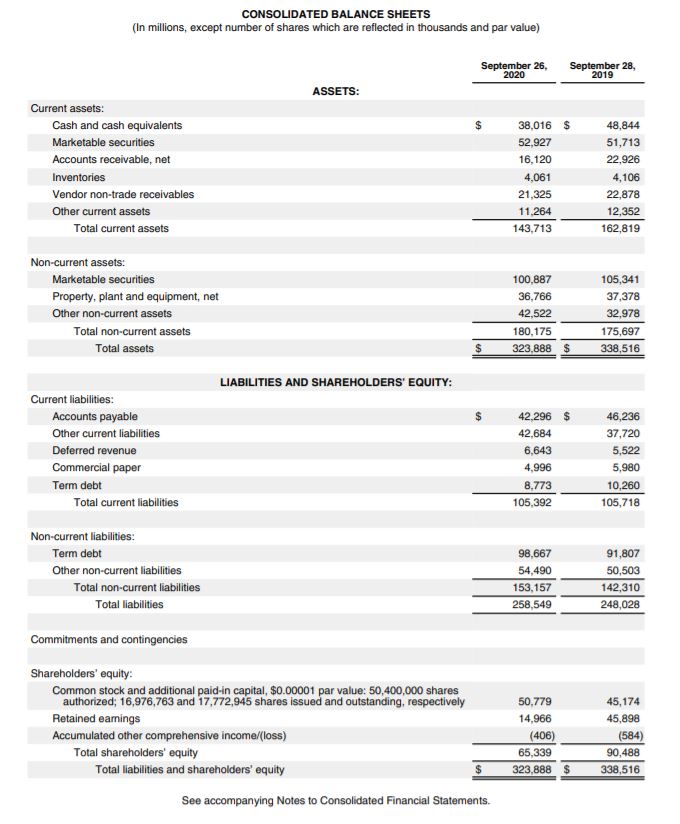 CONSOLIDATED BALANCE SHEETS
(In millions, except number of shares which are reflected in thousands and par value)
September 26, 2020 September 28, 2019
ASSETS:
Current assets:
Cash and cash equivalents $ 38,016 $ 48,844
Marketable securities 52,927 51,713
Accounts receivable, net 16,120 22,926
Inventories 4,061 4,106
Vendor non-trade receivables 21,325 22,878
Other current assets 11,264 12,352
Total current assets 143,713 162,819
Non-current assets:
Marketable securities 100,887 105,341
Property, plant and equipment, net 36,766 37,378
Other non-current assets 42,522 32,978
Total non-current assets 180,175 175,697
Total assets $ 323,888 $ 338,516
LIABILITIES AND SHAREHOLDERS' EQUITY:
Current liabilities:
Accounts payable $ 42,296 $ 46,236
Other current liabilities 42,684 37,720
Deferred revenue 6,643 5,522
Commercial paper 4,996 5,980
Term debt 8,773 10,260
Total current liabilities 105,392 105,718
Non-current liabilities:
Term debt 98,667 91,807
Other non-current liabilities 54,490 50,503
Total non-current liabilities 153,157 142,310
Total liabilities 258,549 248,028
Commitments and contingencies
Shareholders' equity:
Common stock and additional paid-in capital, $0.00001 par value: 50,400,000 shares
authorized; 16,976,763 and 17,772,945 shares issued and outstanding, respectively 50,779 45,174
Retained earnings 14,966 45,898
Accumulated other comprehensive income/(loss) (406) (584)
Total shareholders' equity 65,339 90,488
Total liabilities and shareholders' equity $ 323,888 $ 338,516
See accompanying Notes to Consolidated Financial Statements.